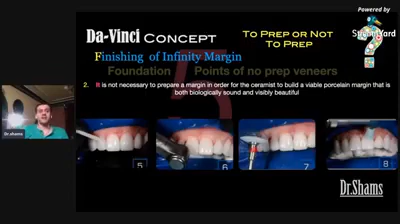 Powered by
StreamYard
Da-Vinci CONCEPT
TO PREP OR NOT
TO PREP
Finishing of Infinity Margin
Foundation Points of no prep veneers
5
2. It is not necessary to prepare a margin in order for the ceramist to build a viable porcelain margin that is
both biologically sound and visibly beautiful
5
6
7
8
Dr.shams
Dr.Shams